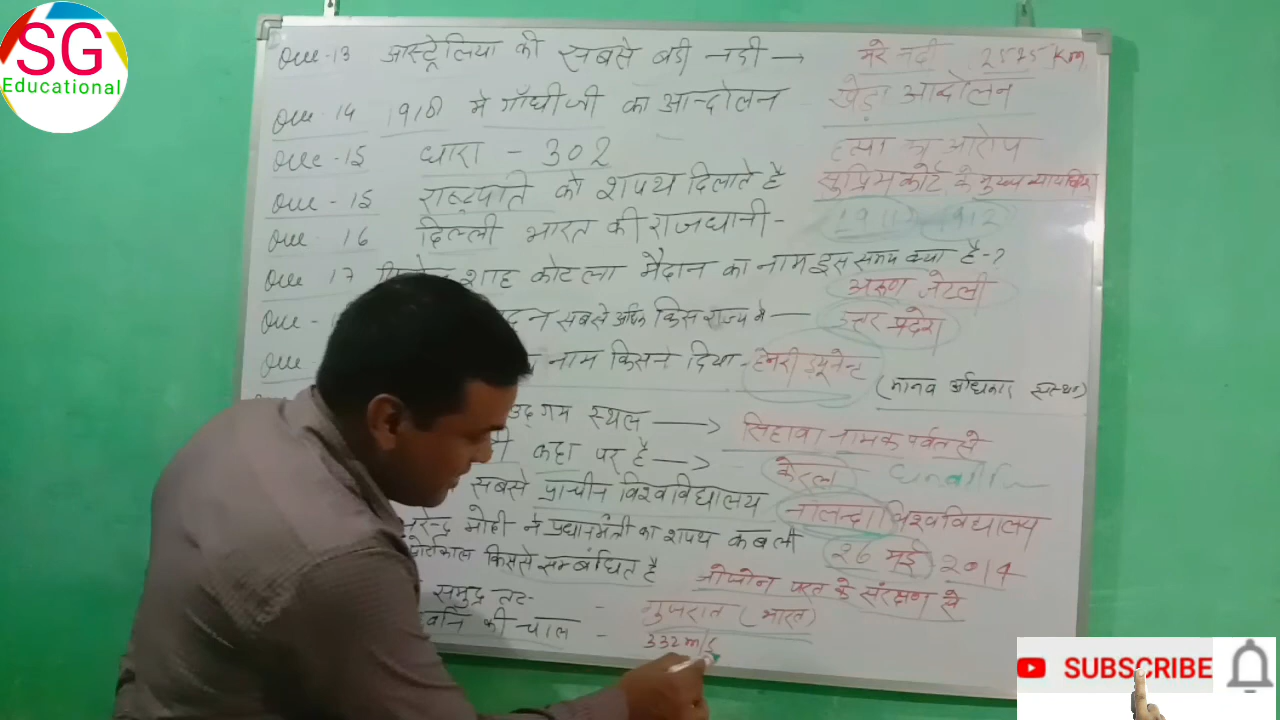 SG
Educational
Que-13 आस्ट्रेलिया की सबसे बडी नदी → मरे नदी (2575 Km
Que-14 1918 मे गाँधीजी का आन्दोलन खेड़ा आंदोलन
Que-15 धारा - 302 हत्या का आरोप
Que-15 राष्ट्रपति को शपथ दिलाते है सुप्रिम कोर्ट के मुख्य न्यायधिश
Que 16 दिल्ली भारत की राजधानी - 1911 1912
Que 17 शाह कोटला मैदान का नाम इस समय क्या है-? अरुण जेटली
Que - सबसे अधिक किस राज्य मे — उत्तर प्रदेश
Que नाम किसने दिया - हेनरी ड्यूनेन्ट (मानव अधिकार
उद्गम स्थल → सिहावा नामक पर्वत से
कहा पर है → केरल
सबसे प्राचीन विश्वविद्यालय नालन्दा विश्वविद्यालय
मोदी ने प्रधानमंत्री का शपथ कब ली 26 मई 2014
किससे सम्बंधित है ओजोन परत के संरक्षण से
समुद्र तट - गुजरात (भारत)
की चाल - 332m/s
SUBSCRIBE